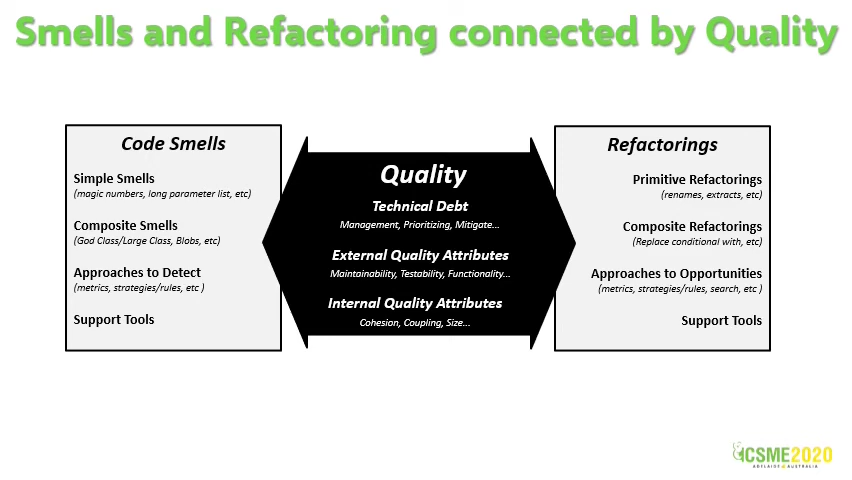 Smells and Refactoring connected by Quality
Code Smells
Simple Smells
(magic numbers, long parameter list, etc)
Composite Smells
(God Class/Large Class, Blobs, etc)
Approaches to Detect
(metrics, strategies/rules, etc )
Support Tools
Quality
Technical Debt
Management, Prioritizing, Mitigate...
External Quality Attributes
Maintainability, Testability, Functionality...
Internal Quality Attributes
Cohesion, Coupling, Size...
Refactorings
Primitive Refactorings
(renames, extracts, etc)
Composite Refactorings
(Replace conditional with, etc)
Approaches to Opportunities
(metrics, strategies/rules, search, etc )
Support Tools
ICSME2020
ADELAIDE AUSTRALIA